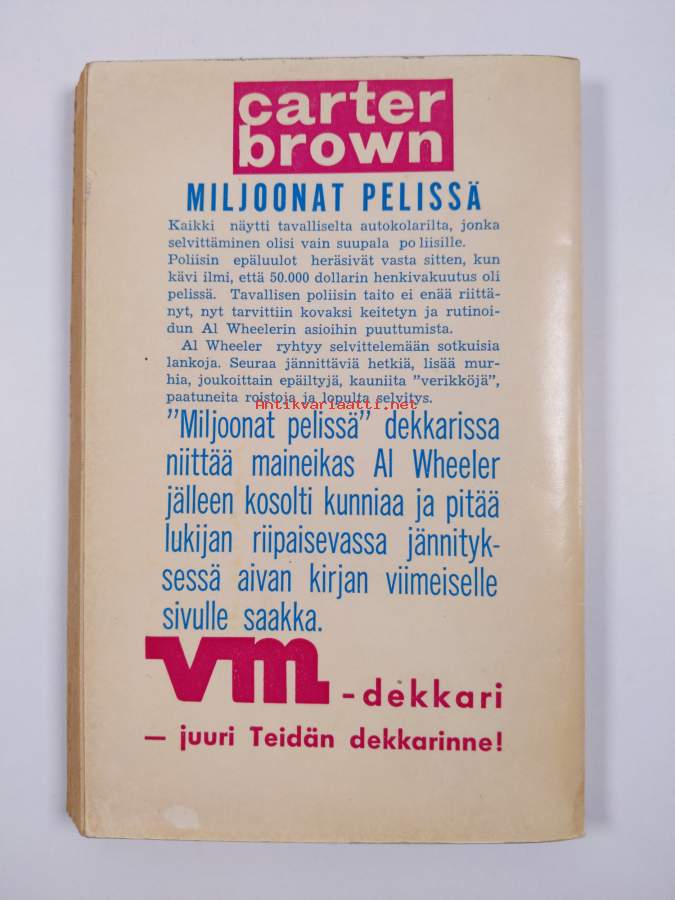 carter
brown
MILJOONAT PELISSÄ
Kaikki näytti tavalliselta autokolarilta, jonka
selvittäminen olisi vain suupala po liisille.
Poliisin epäluulot heräsivät vasta sitten, kun
kävi ilmi, että 50.000 dollarin henkivakuutus oli
pelissä. Tavallisen poliisin taito ei enää riittä-
nyt, nyt tarvittiin kovaksi keitetyn ja rutinoi-
dun Al Wheelerin asioihin puuttumista.
Al Wheeler ryhtyy selvittelemään sotkuisia
lankoja. Seuraa jännittäviä hetkiä, lisää mur-
hia, joukoittain epäiltyjä, kauniita "verikköjä",
paatuneita roistoja ja lopulta selvitys.
Antikvariaatti.net
"Miljoonat pelissä" dekkarissa
niittää maineikas Al Wheeler
jälleen kosolti kunniaa ja pitää
lukijan riipaisevassa jännityk-
sessä aivan kirjan viimeiselle
sivulle saakka.
vm -dekkari
— juuri Teidän dekkarinne!